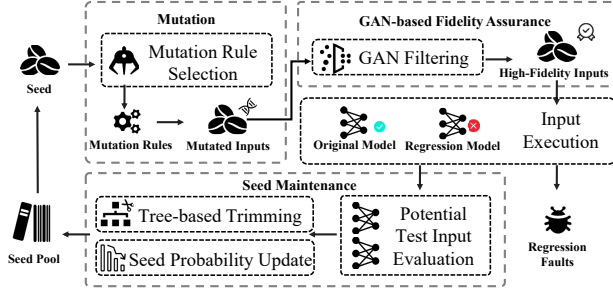 Mutation
GAN-based Fidelity Assurance
Mutation Rule
Selection
GAN Filtering
Seed
High-Fidelity Inputs
Mutation Rules
Mutated Inputs
Original Model
Regression Model
Input
Execution
Seed Maintenance
Tree-based Trimming
Seed Probability Update
Potential
Test Input
Evaluation
Seed Pool
Regression
Faults